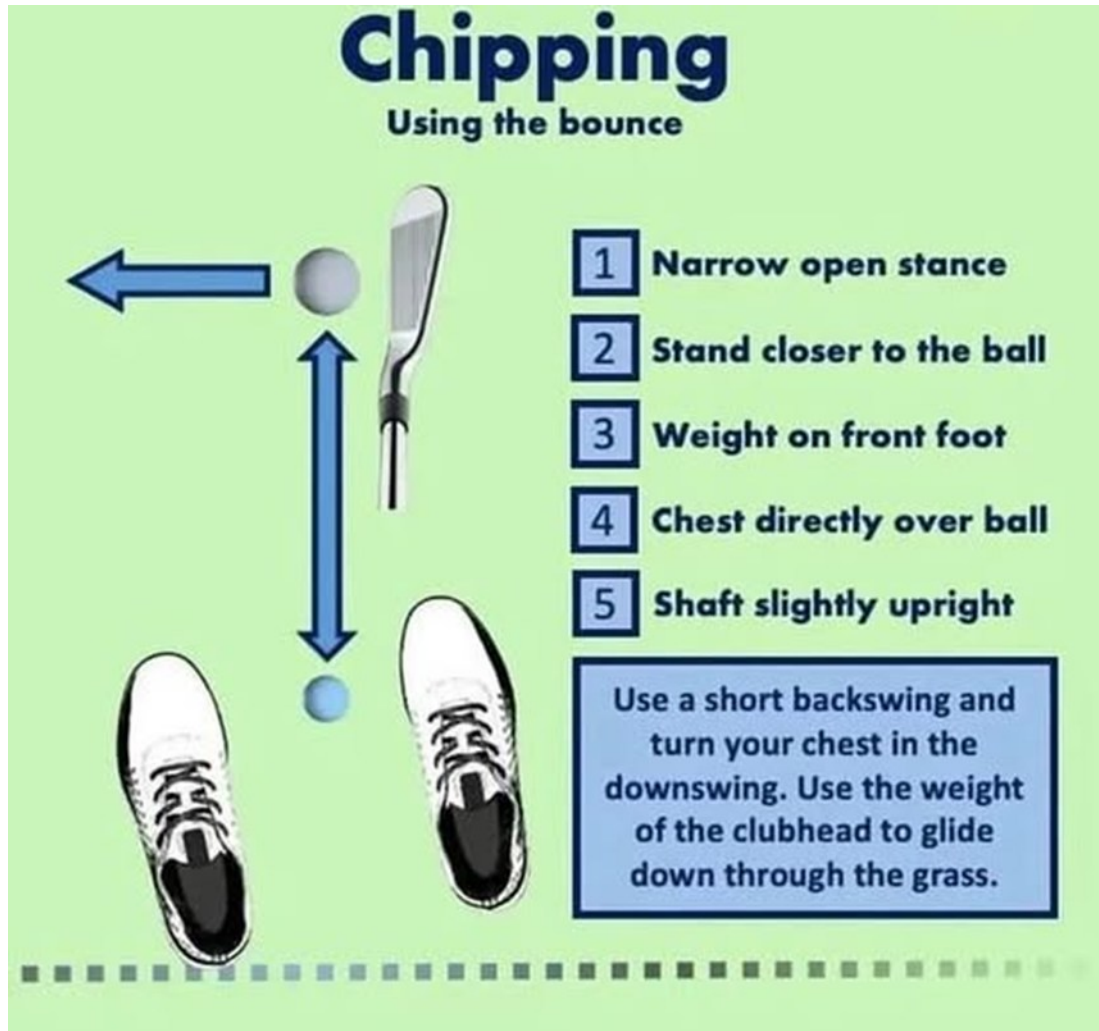 Chipping
Using the bounce
1 Narrow open stance
2 Stand closer to the ball
3 Weight on front foot
4 Chest directly over ball
5 Shaft slightly upright
Use a short backswing and
turn your chest in the
downswing. Use the weight
of the clubhead to glide
down through the grass.